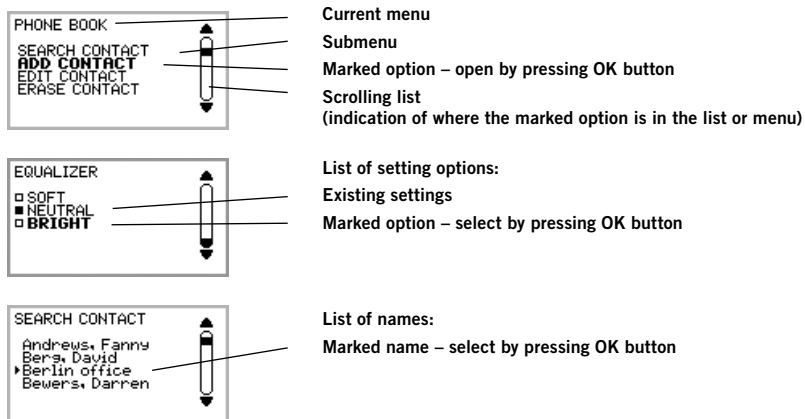 PHONE BOOK
Current menu
SEARCH CONTACT
Submenu
ADD CONTACT
Marked option – open by pressing OK button
EDIT CONTACT
ERASE CONTACT
Scrolling list
(indication of where the marked option is in the list or menu)
EQUALIZER
List of setting options:
SOFT
NEUTRAL
Existing settings
BRIGHT
Marked option – select by pressing OK button
SEARCH CONTACT
List of names:
Andrews, Fanny
Berg, David
Berlin office
Marked name – select by pressing OK button
Bewers, Darren